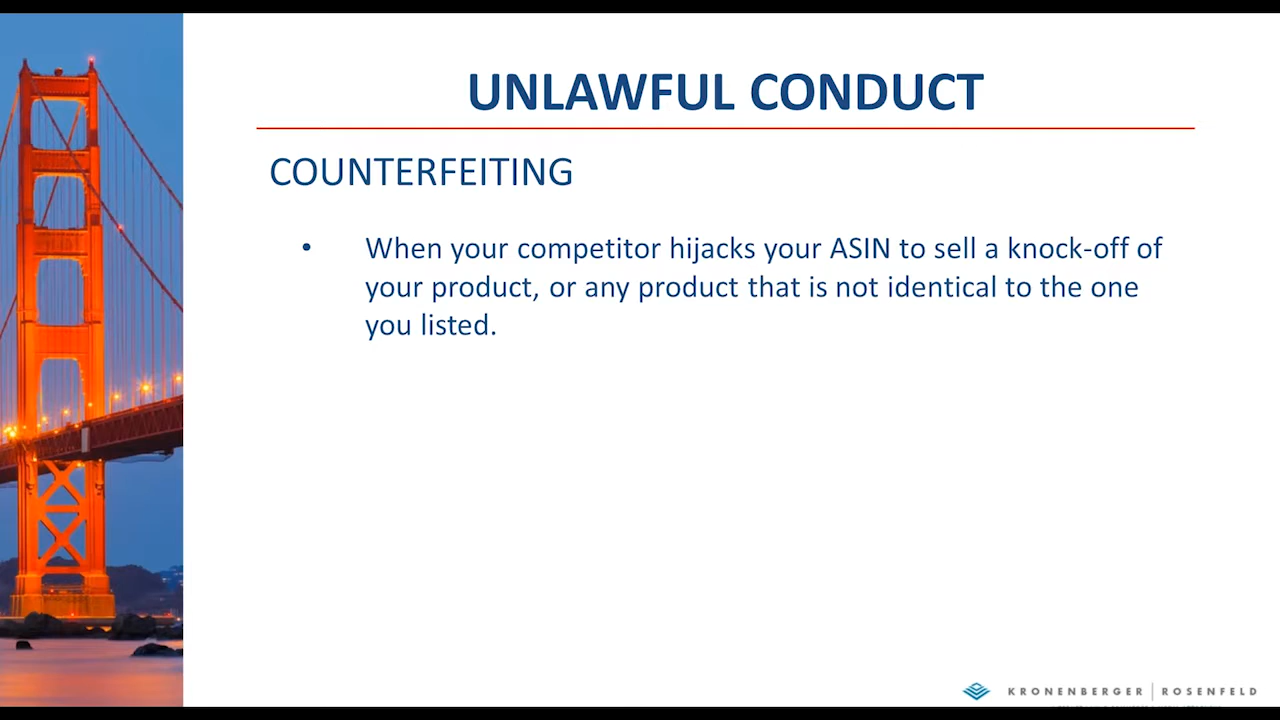 UNLAWFUL CONDUCT
COUNTERFEITING
• When your competitor hijacks your ASIN to sell a knock-off of
your product, or any product that is not identical to the one
you listed.
KRONENBERGER | ROSENFELD